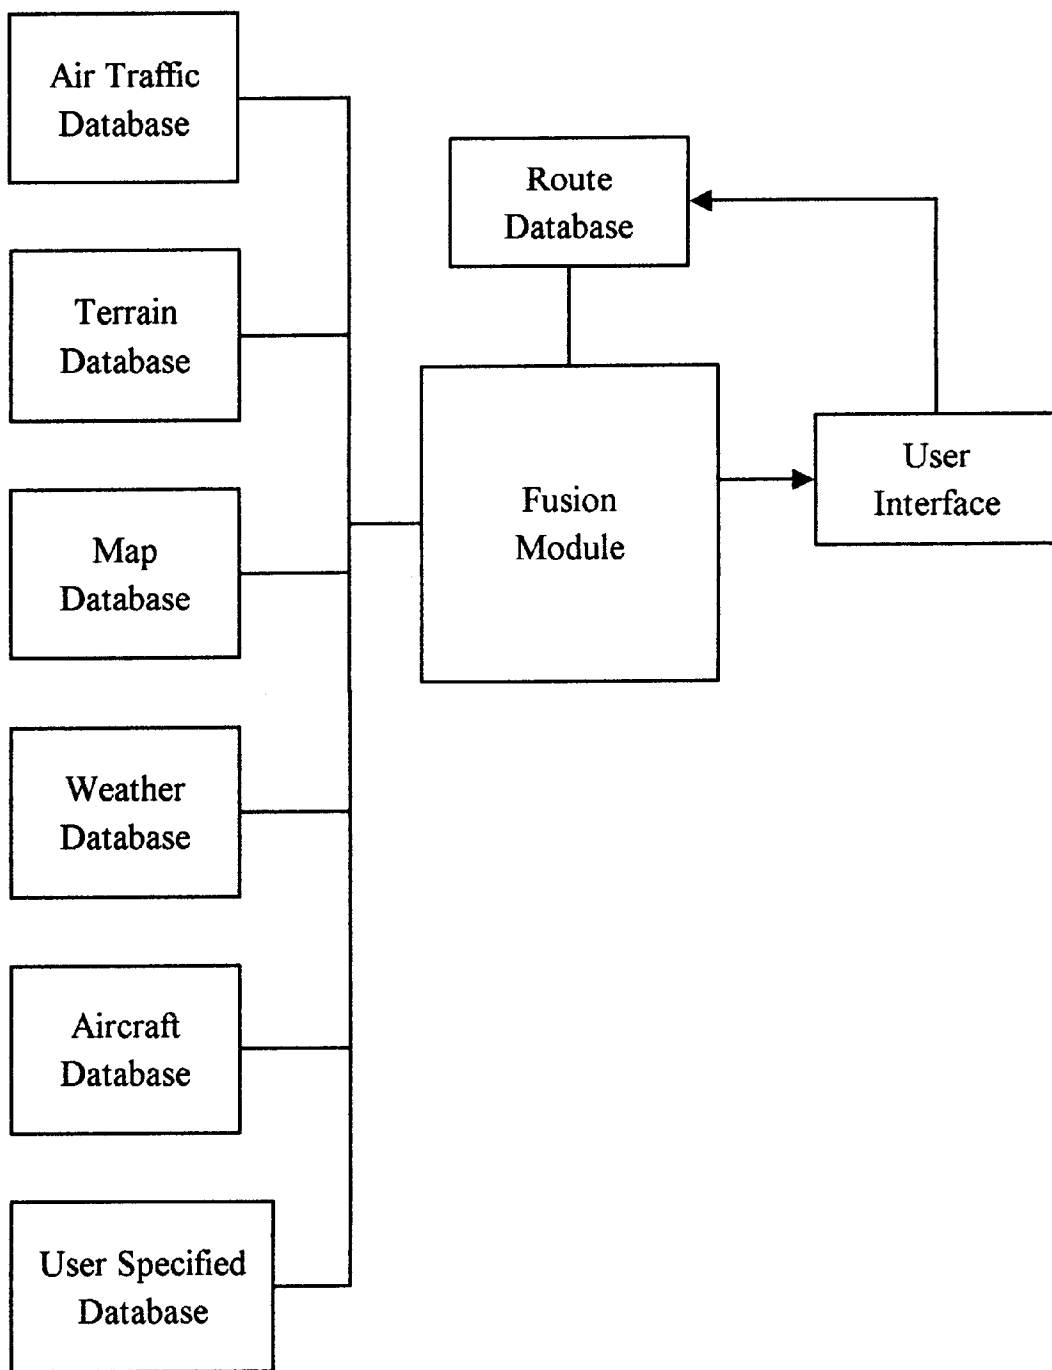 Air Traffic
Database
Route
Database
Terrain
Database
User
Interface
Fusion
Module
Map
Database
Weather
Database
Aircraft
Database
User Specified
Database